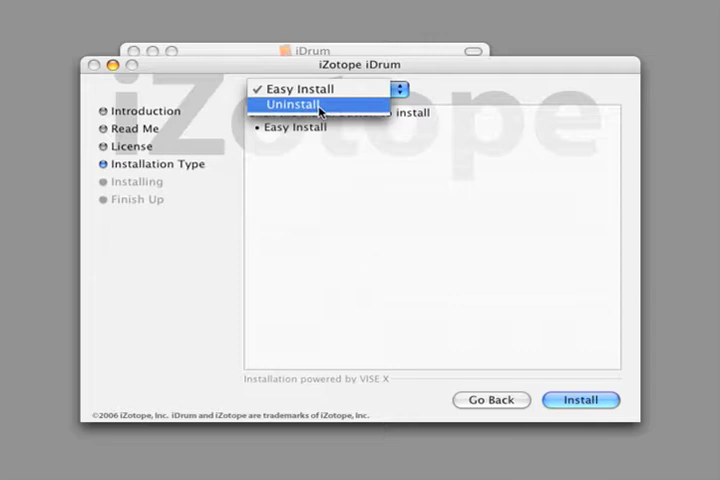 iDrum
iZotope iDrum
iZotope
✓ Easy Install
Uninstall
install
• Easy Install
Introduction
Read Me
License
Installation Type
Installing
Finish Up
Installation powered by VISE X
Go Back
Install
©2006 iZotope, Inc. iDrum and iZotope are trademarks of iZotope, Inc.